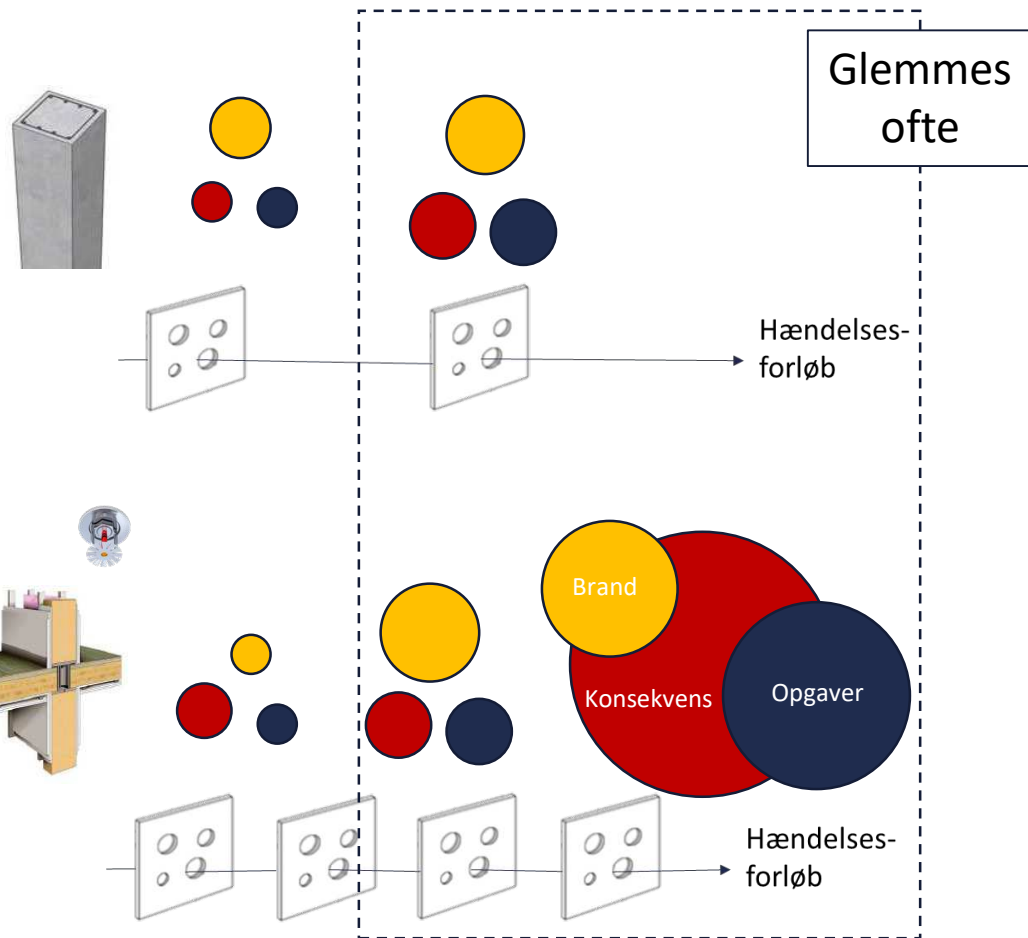 Glemmes
ofte
Hændelses-
forløb
Brand
Konsekvens
Opgaver
Hændelses-
forløb